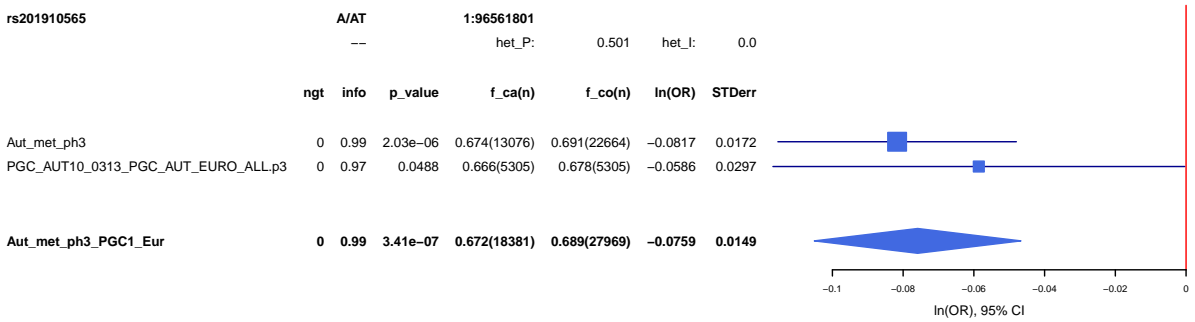 rs201910565 A/AT 1:96561801
−− het_P: 0.501 het_I: 0.0
ngt info p_value f_ca(n) f_co(n) ln(OR) STDerr
Aut_met_ph3 0 0.99 2.03e−06 0.674(13076) 0.691(22664) −0.0817 0.0172
PGC_AUT10_0313_PGC_AUT_EURO_ALL.p3 0 0.97 0.0488 0.666(5305) 0.678(5305) −0.0586 0.0297
Aut_met_ph3_PGC1_Eur 0 0.99 3.41e−07 0.672(18381) 0.689(27969) −0.0759 0.0149
−0.1 −0.08 −0.06 −0.04 −0.02 0
ln(OR), 95% CI